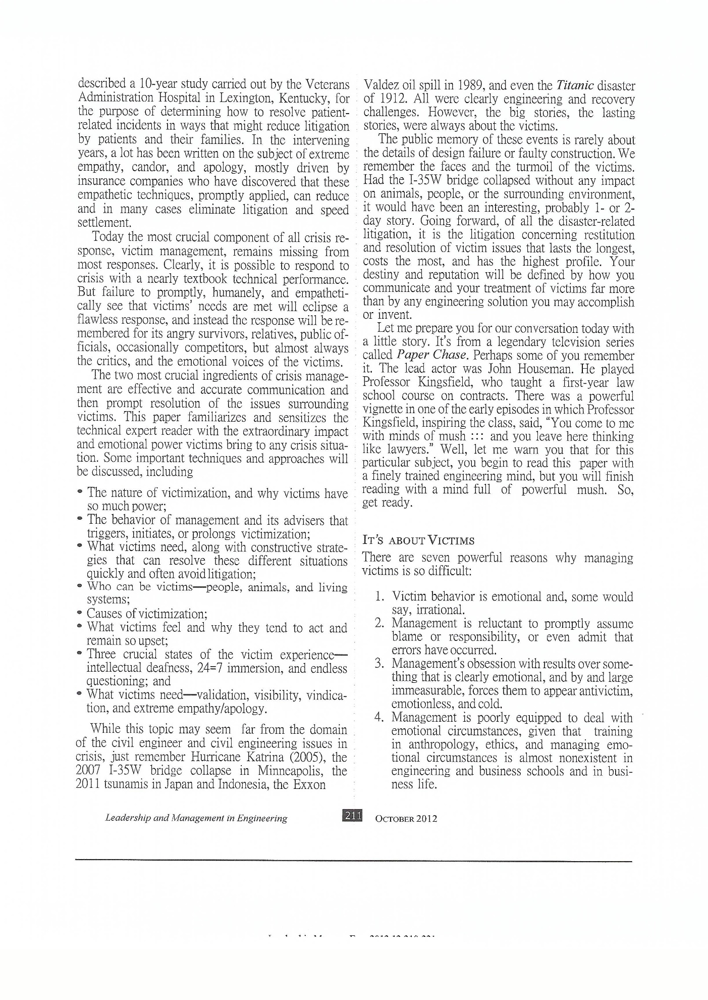 described a 10-year study carried out by the Veterans
Administration Hospital in Lexington, Kentucky, for
the purpose of determining how to resolve patient-
related incidents in ways that might reduce litigation
by patients and their families. In the intervening
years, a lot has been written on the subject of extreme
empathy, candor, and apology, mostly driven by
insurance companies who have discovered that these
empathetic techniques, promptly applied, can reduce
and in many cases eliminate litigation and speed
settlement.
Today the most crucial component of all crisis re-
sponse, victim management, remains missing from
most responses. Clearly, it is possible to respond to
crisis with a nearly textbook technical performance.
But failure to promptly, humanely, and empatheti-
cally see that victims' needs are met will eclipse a
flawless response, and instead the response will be re-
membered for its angry survivors, relatives, public of-
ficials, occasionally competitors, but almost always
the critics, and the emotional voices of the victims.
The two most crucial ingredients of crisis manage-
ment are effective and accurate communication and
then prompt resolution of the issues surrounding
victims. This paper familiarizes and sensitizes the
technical expert reader with the extraordinary impact
and emotional power victims bring to any crisis situa-
tion. Some important techniques and approaches will
be discussed, including
• The nature of victimization, and why victims have
so much power;
• The behavior of management and its advisers that
triggers, initiates, or prolongs victimization;
• What victims need, along with constructive strate-
gies that can resolve these different situations
quickly and often avoid litigation;
• Who can be victims—people, animals, and living
systems;
• Causes of victimization;
• What victims feel and why they tend to act and
remain so upset;
• Three crucial states of the victim experience—
intellectual deafness, 24=7 immersion, and endless
questioning; and
• What victims need—validation, visibility, vindica-
tion, and extreme empathy/apology.
While this topic may seem far from the domain
of the civil engineer and civil engineering issues in
crisis, just remember Hurricane Katrina (2005), the
2007 I-35W bridge collapse in Minneapolis, the
2011 tsunamis in Japan and Indonesia, the Exxon
Valdez oil spill in 1989, and even the Titanic disaster
of 1912. All were clearly engineering and recovery
challenges. However, the big stories, the lasting
stories, were always about the victims.
The public memory of these events is rarely about
the details of design failure or faulty construction. We
remember the faces and the turmoil of the victims.
Had the I-35W bridge collapsed without any impact
on animals, people, or the surrounding environment,
it would have been an interesting, probably 1- or 2-
day story. Going forward, of all the disaster-related
litigation, it is the litigation concerning restitution
and resolution of victim issues that lasts the longest,
costs the most, and has the highest profile. Your
destiny and reputation will be defined by how you
communicate and your treatment of victims far more
than by any engineering solution you may accomplish
or invent.
Let me prepare you for our conversation today with
a little story. It's from a legendary television series
called Paper Chase. Perhaps some of you remember
it. The lead actor was John Houseman. He played
Professor Kingsfield, who taught a first-year law
school course on contracts. There was a powerful
vignette in one of the early episodes in which Professor
Kingsfield, inspiring the class, said, "You come to me
with minds of mush ::: and you leave here thinking
like lawyers." Well, let me warn you that for this
particular subject, you begin to read this paper with
a finely trained engineering mind, but you will finish
reading with a mind full of powerful mush. So,
get ready.
IT'S ABOUT VICTIMS
There are seven powerful reasons why managing
victims is so difficult:
1. Victim behavior is emotional and, some would
say, irrational.
2. Management is reluctant to promptly assume
blame or responsibility, or even admit that
errors have occurred.
3. Management's obsession with results over some-
thing that is clearly emotional, and by and large
immeasurable, forces them to appear antivictim,
emotionless, and cold.
4. Management is poorly equipped to deal with
emotional circumstances, given that training
in anthropology, ethics, and managing emo-
tional circumstances is almost nonexistent in
engineering and business schools and in busi-
ness life.
Leadership and Management in Engineering 211 OCTOBER 2012